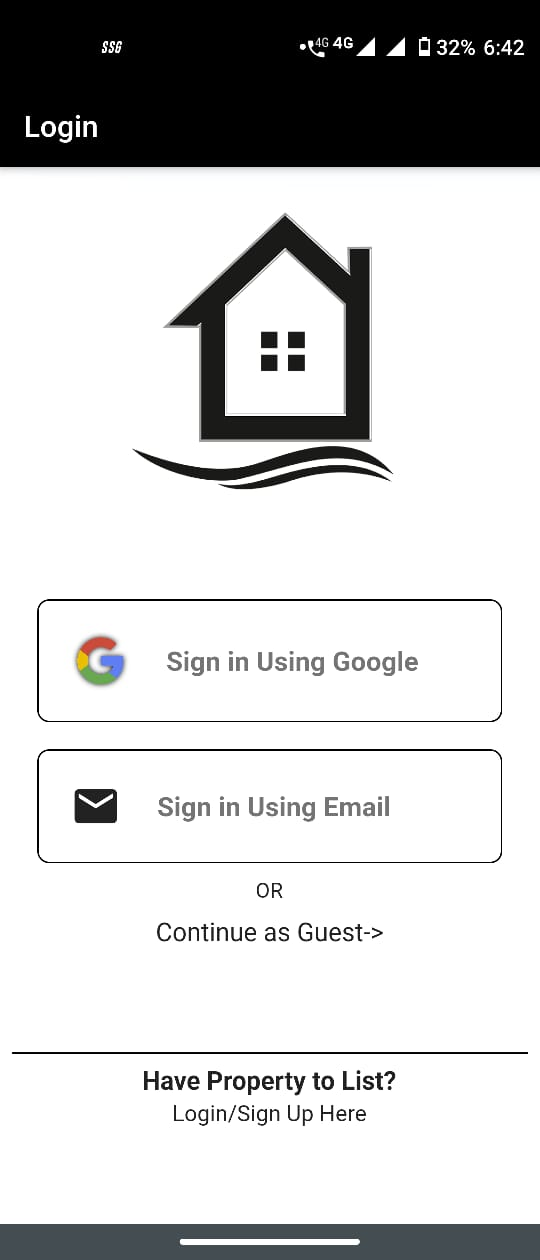 SSG
4G 4G 32% 6:42
Login
Sign in Using Google
Sign in Using Email
OR
Continue as Guest->
Have Property to List?
Login/Sign Up Here